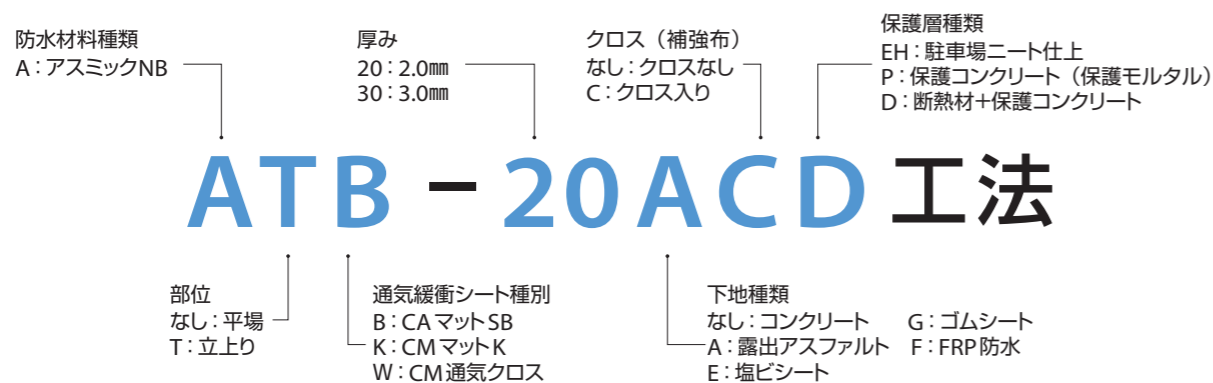 防水材料種類
A：アスミックNB
厚み
20：2.0㎜
30：3.0㎜
クロス（補強布）
なし：クロスなし
C：クロス入り
保護層種類
EH：駐車場ニート仕上
P：保護コンクリート（保護モルタル）
D：断熱材＋保護コンクリート
ATB－20ACD工法
部位
なし：平場
T：立上り
通気緩衝シート種別
B：CAマットSB
K：CMマットK
W：CM通気クロス
下地種類
なし：コンクリート
A：露出アスファルト
E：塩ビシート
G：ゴムシート
F：FRP防水